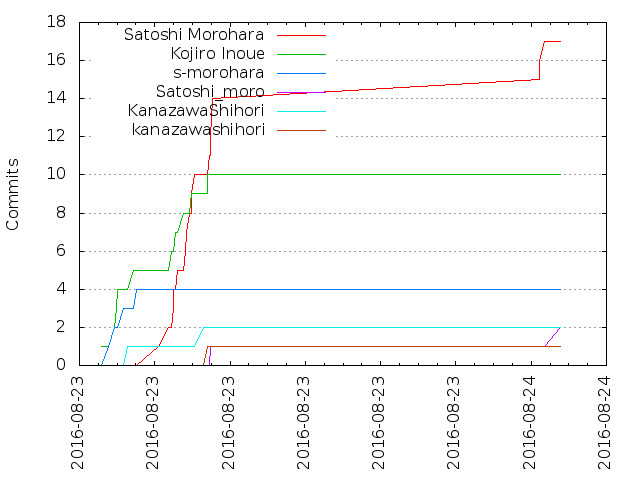 18
16
14
12
10
8
6
4
2
0
Commits
Satoshi Morohara
Kojiro Inoue
s-morohara
Satoshi_moro
KanazawaShihori
kanazawashihori
2016-08-23
2016-08-23
2016-08-23
2016-08-23
2016-08-23
2016-08-23
2016-08-24
2016-08-24